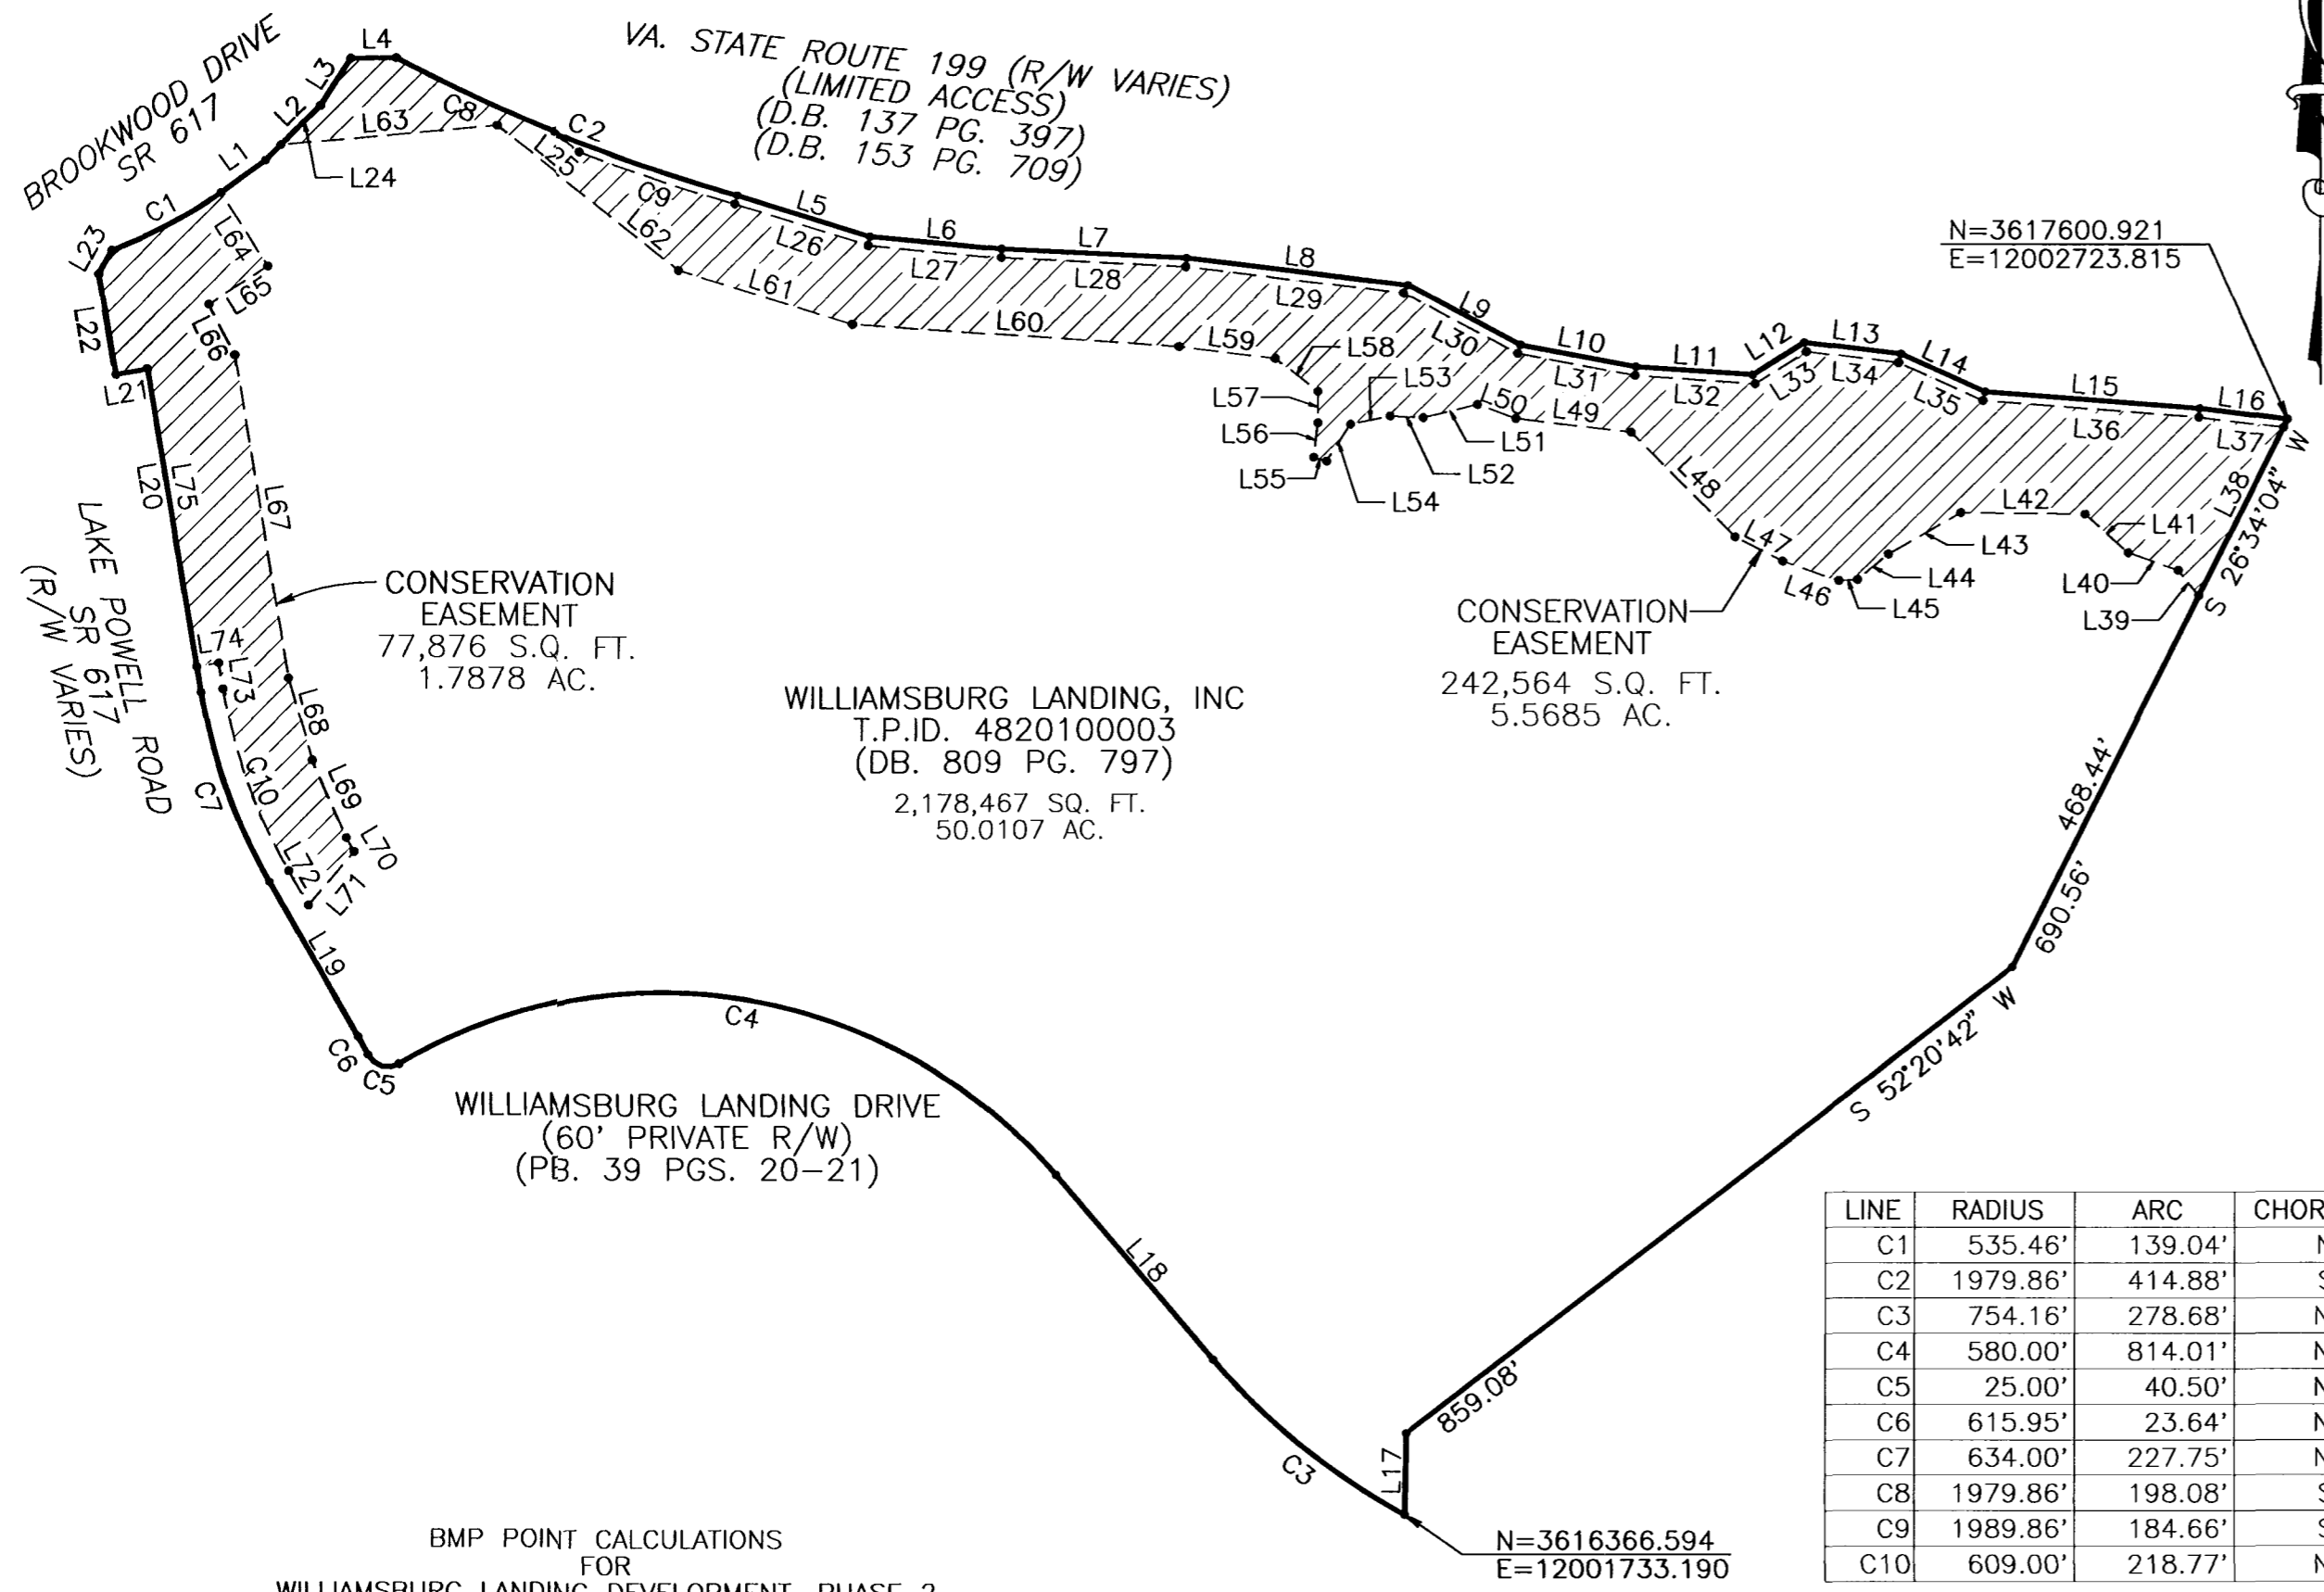 BROOKWOOD DRIVE
SR 617
VA. STATE ROUTE 199 (R/W VARIES)
(LIMITED ACCESS)
(D.B. 137 PG. 397)
(D.B. 153 PG. 709)
L4
L3
L2
L1
C1
L23
L22
L21
L20
L24
L63
C8
C2
L25
C9
L62
L5
L26
L6
L27
L7
L28
L8
L29
L61
L60
L59
L58
L9
L30
L10
L31
L11
L32
L12
L33
L13
L34
L14
L35
L15
L36
L16
L37
L38
N=3617600.921
E=12002723.815
L57
L56
L55
L54
L53
L52
L51
L50
L49
L48
L47
L46
L45
L44
L43
L42
L41
L40
L39
S 26°34'04" W
468.44'
690.56'
L64
L65
L66
L67
L75
L74
L73
L68
L69
L70
L71
L72
C10
C7
L19
C6
C5
C4
L18
C3
L17
LAKE POWELL ROAD
SR 617
(R/W VARIES)
CONSERVATION
EASEMENT
77,876 S.Q. FT.
1.7878 AC.
WILLIAMSBURG LANDING, INC
T.P.ID. 4820100003
(DB. 809 PG. 797)
2,178,467 SQ. FT.
50.0107 AC.
CONSERVATION
EASEMENT
242,564 S.Q. FT.
5.5685 AC.
WILLIAMSBURG LANDING DRIVE
(60' PRIVATE R/W)
(PB. 39 PGS. 20-21)
S 52°20'42" W
859.08'
N=3616366.594
E=12001733.190
BMP POINT CALCULATIONS
FOR
WILLIAMSBURG LANDING DEVELOPMENT, PHASE 2
LINE RADIUS ARC CHOR
C1 535.46' 139.04' N
C2 1979.86' 414.88' S
C3 754.16' 278.68' N
C4 580.00' 814.01' N
C5 25.00' 40.50' N
C6 615.95' 23.64' N
C7 634.00' 227.75' N
C8 1979.86' 198.08' S
C9 1989.86' 184.66' S
C10 609.00' 218.77' N